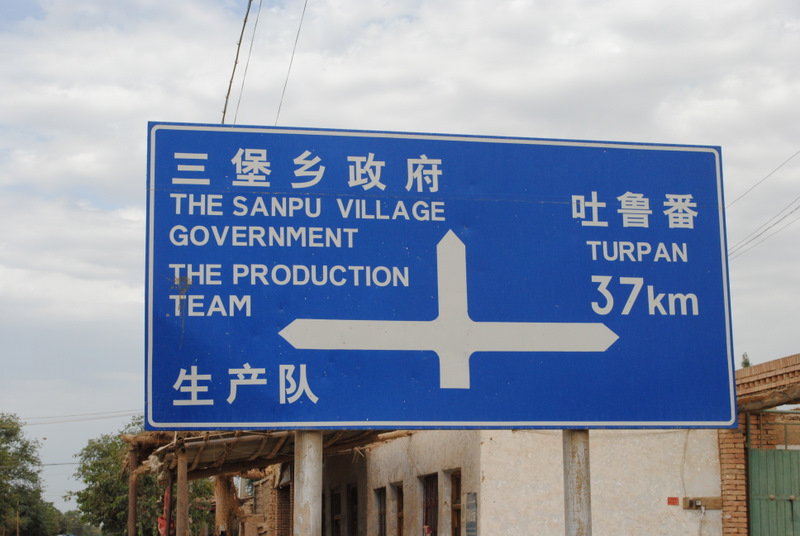 三堡乡政府
THE SANPU VILLAGE
GOVERNMENT
THE PRODUCTION
TEAM
生产队
吐鲁番
TURPAN
37km